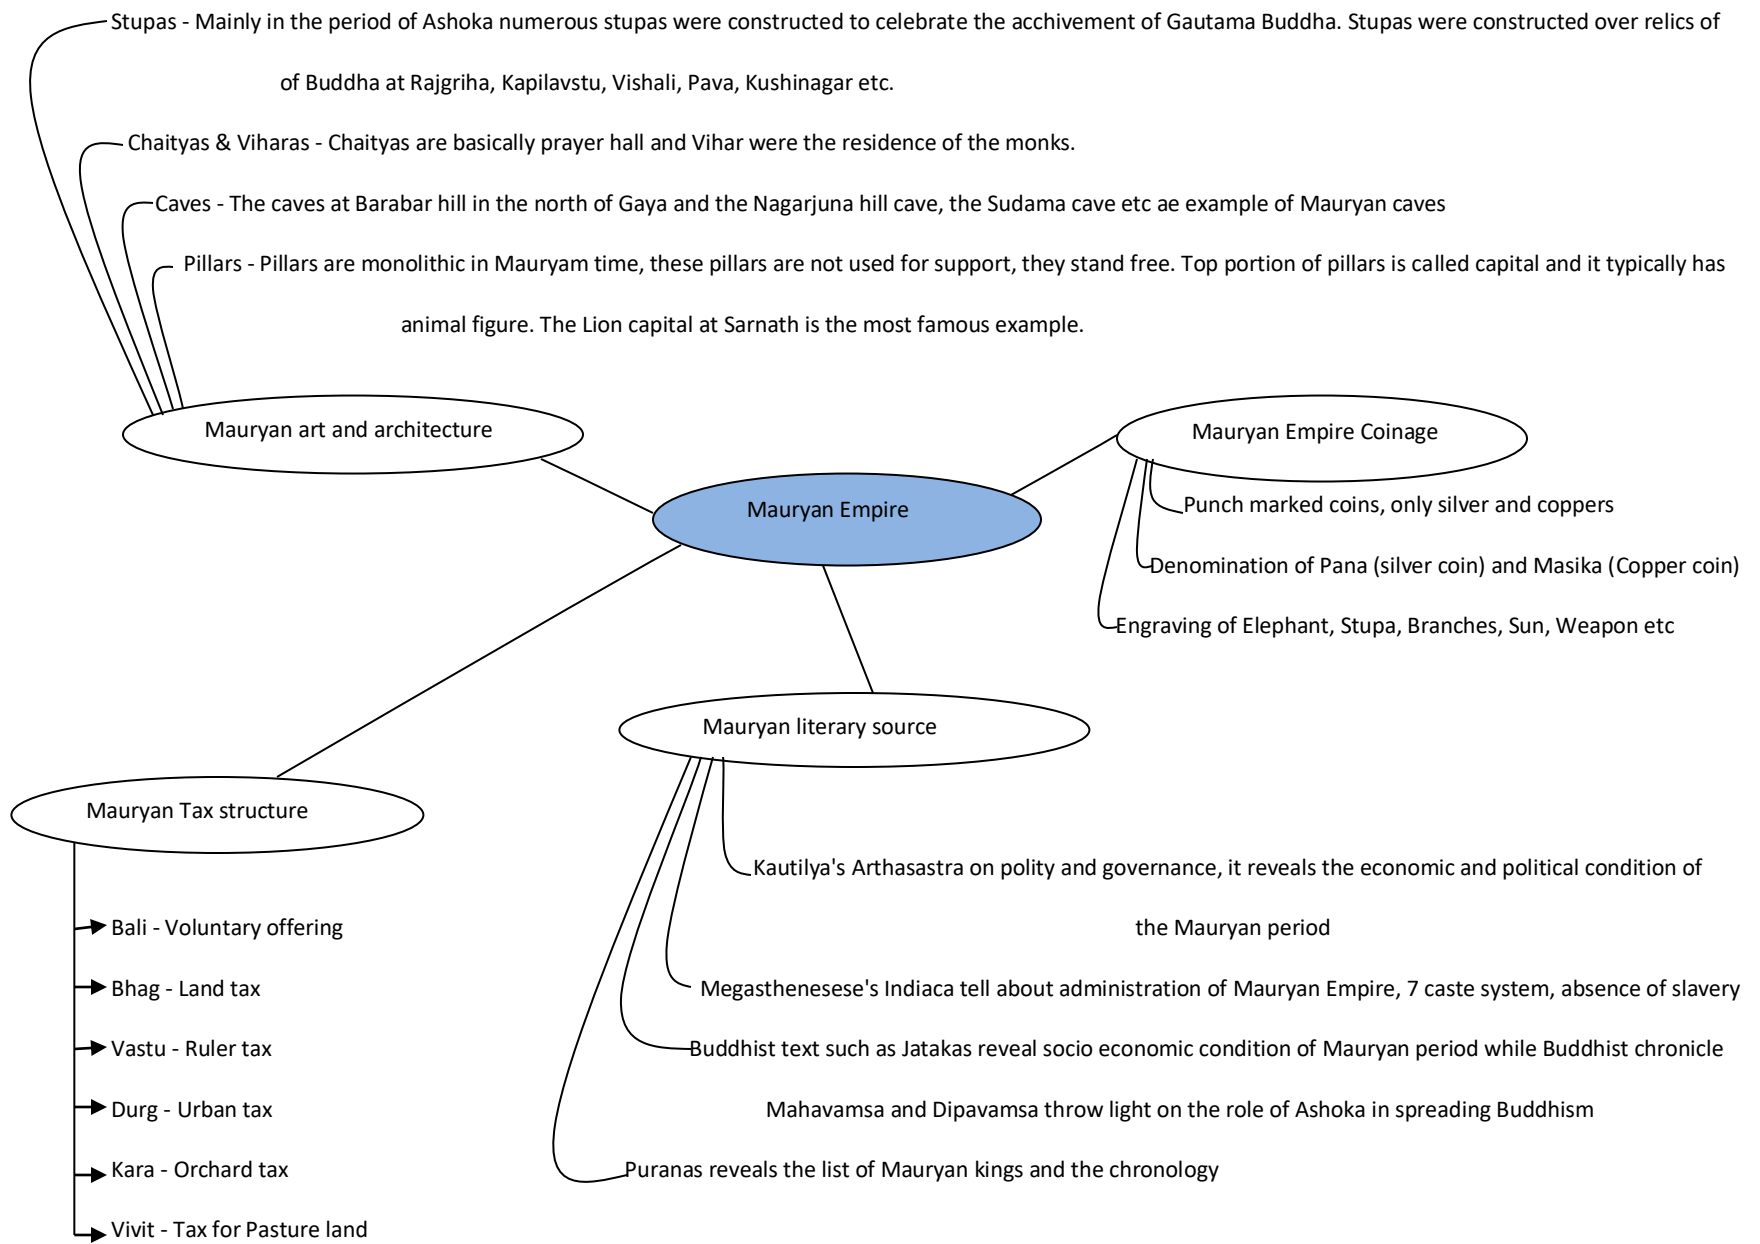 Stupas - Mainly in the period of Ashoka numerous stupas were constructed to celebrate the acchivement of Gautama Buddha. Stupas were constructed over relics of
of Buddha at Rajgriha, Kapilavstu, Vishali, Pava, Kushinagar etc.
Chaityas & Viharas - Chaityas are basically prayer hall and Vihar were the residence of the monks.
Caves - The caves at Barabar hill in the north of Gaya and the Nagarjuna hill cave, the Sudama cave etc ae example of Mauryan caves
Pillars - Pillars are monolithic in Mauryam time, these pillars are not used for support, they stand free. Top portion of pillars is called capital and it typically has
animal figure. The Lion capital at Sarnath is the most famous example.
Mauryan art and architecture
Mauryan Empire Coinage
Punch marked coins, only silver and coppers
Denomination of Pana (silver coin) and Masika (Copper coin)
Engraving of Elephant, Stupa, Branches, Sun, Weapon etc
Mauryan Empire
Mauryan literary source
Kautilya's Arthasastra on polity and governance, it reveals the economic and political condition of
the Mauryan period
Megasthenesese's Indiaca tell about administration of Mauryan Empire, 7 caste system, absence of slavery
Buddhist text such as Jatakas reveal socio economic condition of Mauryan period while Buddhist chronicle
Mahavamsa and Dipavamsa throw light on the role of Ashoka in spreading Buddhism
Puranas reveals the list of Mauryan kings and the chronology
Mauryan Tax structure
Bali - Voluntary offering
Bhag - Land tax
Vastu - Ruler tax
Durg - Urban tax
Kara - Orchard tax
Vivit - Tax for Pasture land